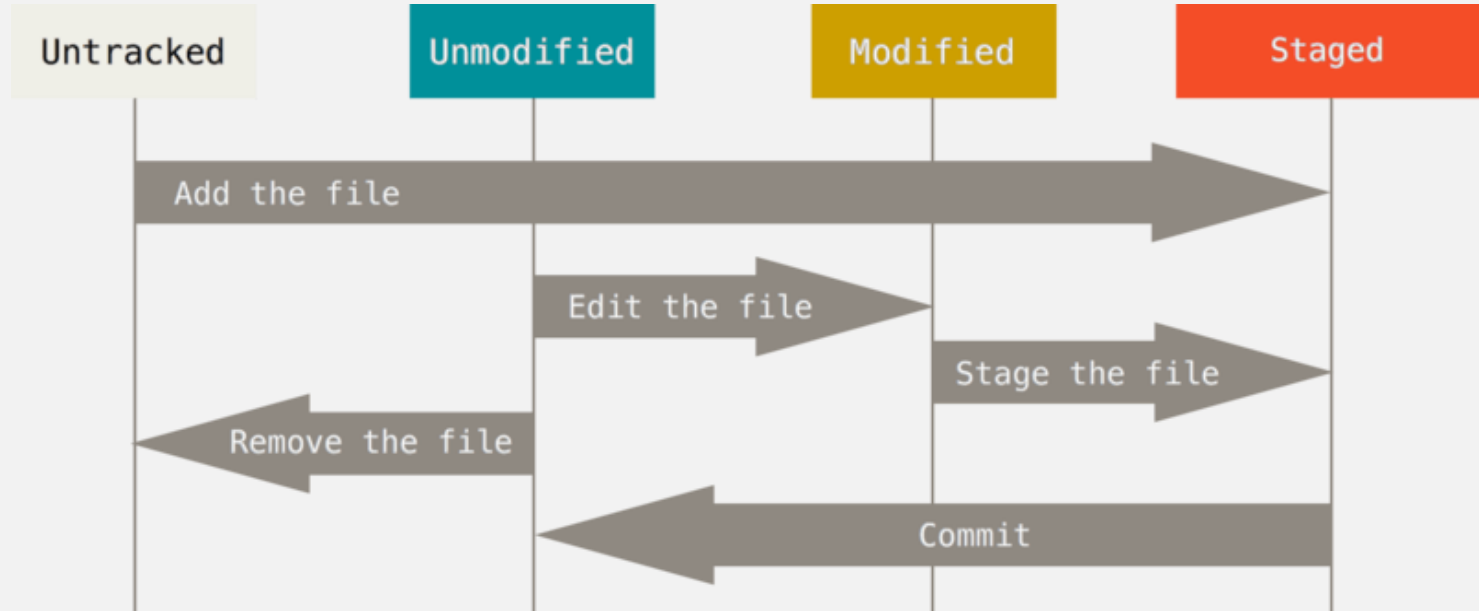 Untracked
Unmodified
Modified
Staged
Add the file
Edit the file
Stage the file
Remove the file
Commit